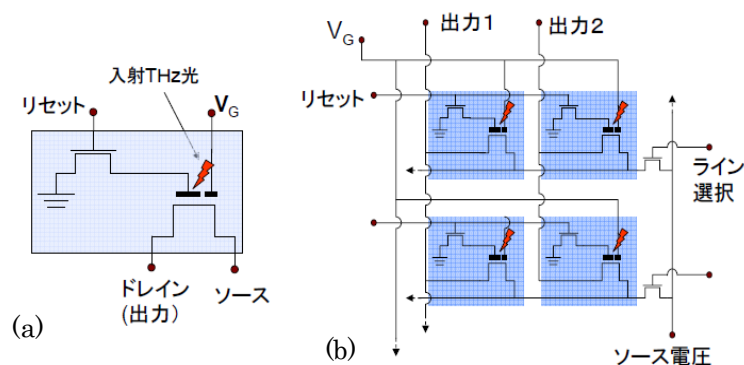 入射THz光
リセット
VG
ドレイン
(出力)
ソース
(a)
VG
出力1
出力2
リセット
ライン
選択
ソース電圧
(b)